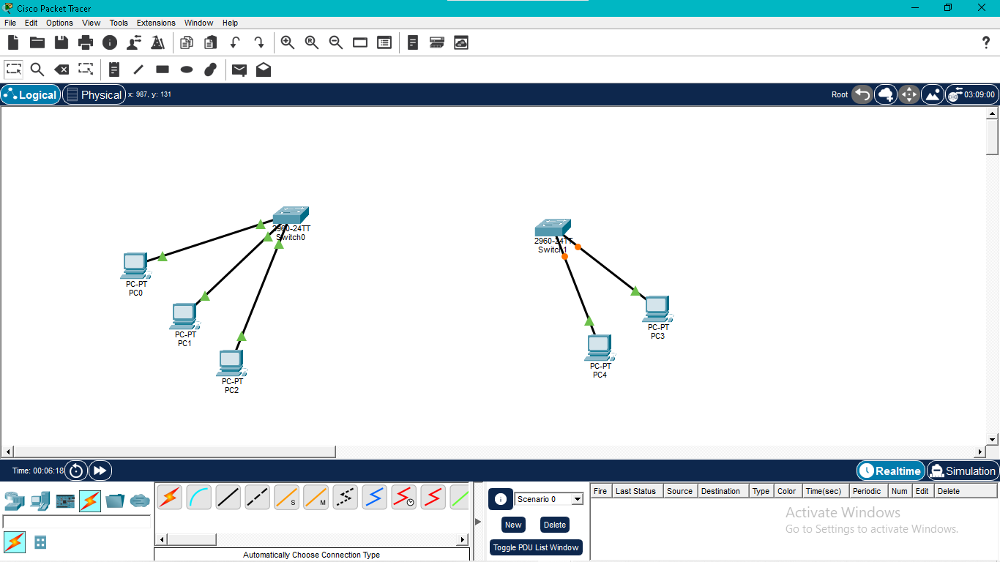 Cisco Packet Tracer
File Edit Options View Tools Extensions Window Help
Logical Physical x: 987, y: 131 Root 03:09:00
2960-24TT
Switch0
2960-24TT
Switch1
PC-PT
PC0
PC-PT
PC1
PC-PT
PC2
PC-PT
PC3
PC-PT
PC4
Time: 00:06:18 Realtime Simulation
S M
Automatically Choose Connection Type
Scenario 0
New Delete
Toggle PDU List Window
Fire Last Status Source Destination Type Color Time(sec) Periodic Num Edit Delete
Activate Windows
Go to Settings to activate Windows.